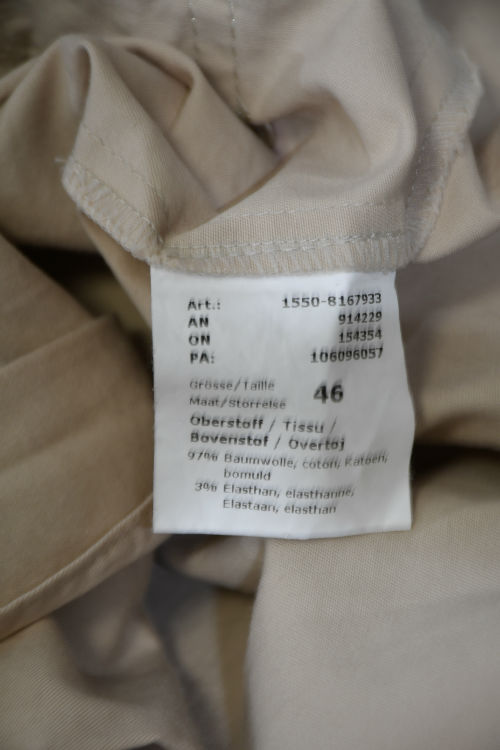 Art.: 1550-8167933
AN 914229
ON 154354
PA: 106096057
Grösse/Taille
Maat/Størrelse 46
Oberstoff / Tissu /
Bovenstof / Overtøj
97% Baumwolle, coton, Katoen,
bomuld
3% Elasthan, elasthanne,
Elastaan, elasthan